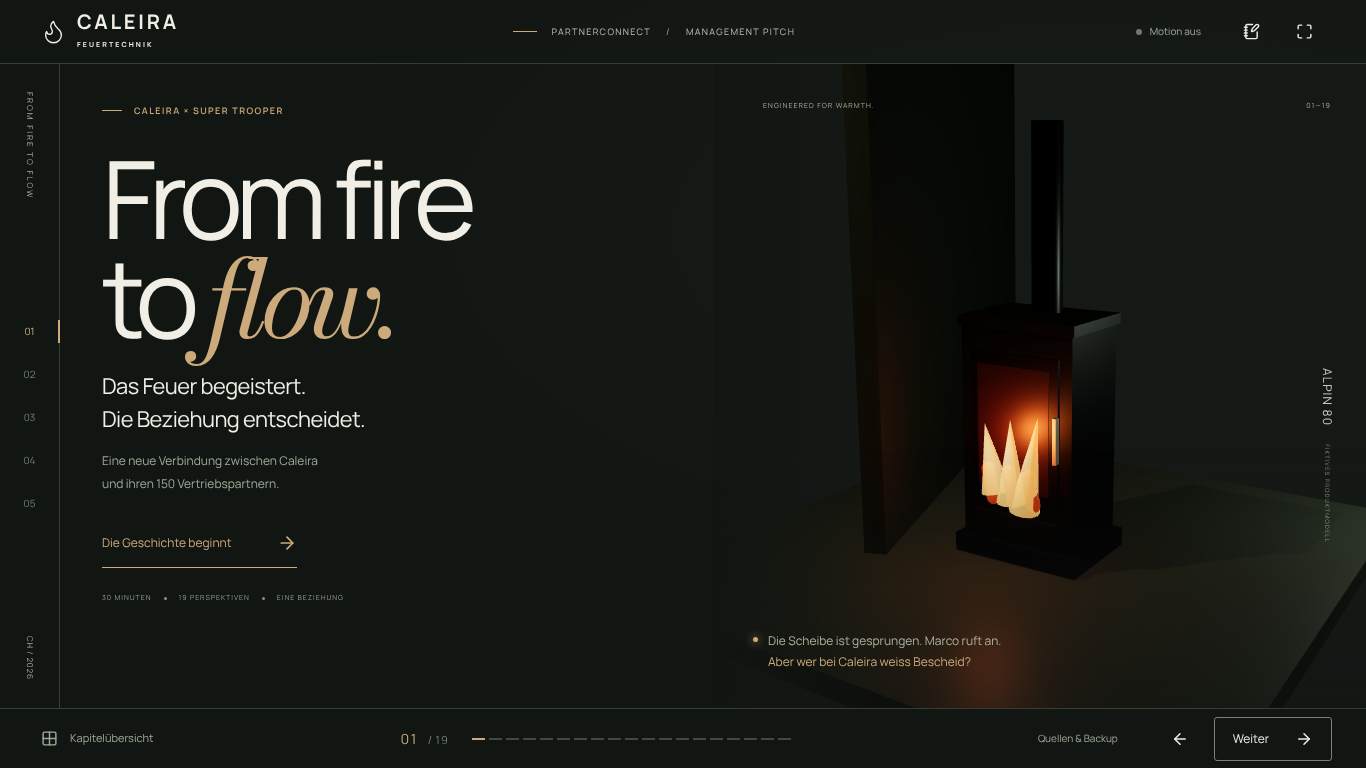 CALEIRA
FEUERTECHNIK
PARTNERCONNECT / MANAGEMENT PITCH
Motion aus
FROM FIRE TO FLOW
01
02
03
04
05
CH / 2026
CALEIRA × SUPER TROOPER
From fire
to flow.
Das Feuer begeistert.
Die Beziehung entscheidet.
Eine neue Verbindung zwischen Caleira
und ihren 150 Vertriebspartnern.
Die Geschichte beginnt
30 MINUTEN • 19 PERSPEKTIVEN • EINE BEZIEHUNG
ENGINEERED FOR WARMTH.
01—19
ALPIN 80
FIKTIVES PRODUKTMODELL
Die Scheibe ist gesprungen. Marco ruft an.
Aber wer bei Caleira weiss Bescheid?
Kapitelübersicht
01 / 19
Quellen & Backup
Weiter